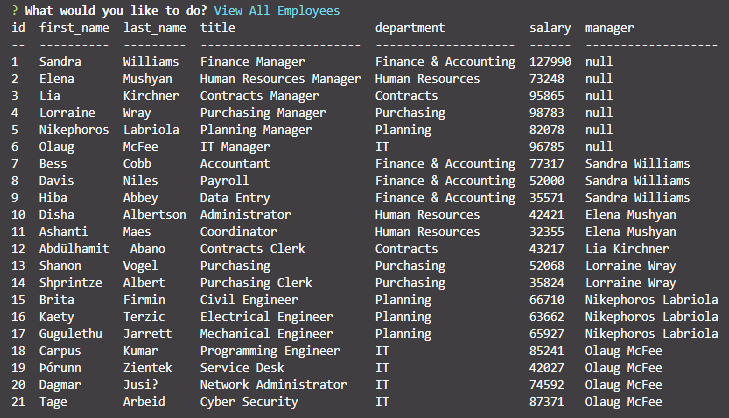 ? What would you like to do? View All Employees
id  first_name  last_name  title                    department            salary  manager
--  ----------  ---------  -----------------------  --------------------  ------  -------------------
1   Sandra      Williams   Finance Manager          Finance & Accounting  127990  null
2   Elena       Mushyan    Human Resources Manager  Human Resources       73248   null
3   Lia         Kirchner   Contracts Manager        Contracts             95865   null
4   Lorraine    Wray       Purchasing Manager       Purchasing            98783   null
5   Nikephoros  Labriola   Planning Manager         Planning              82078   null
6   Olaug       McFee      IT Manager               IT                    96785   null
7   Bess        Cobb       Accountant               Finance & Accounting  77317   Sandra Williams
8   Davis       Niles      Payroll                  Finance & Accounting  52000   Sandra Williams
9   Hiba        Abbey      Data Entry               Finance & Accounting  35571   Sandra Williams
10  Disha       Albertson  Administrator            Human Resources       42421   Elena Mushyan
11  Ashanti     Maes       Coordinator              Human Resources       32355   Elena Mushyan
12  Abdülhamit   Abano     Contracts Clerk          Contracts             43217   Lia Kirchner
13  Shanon      Vogel      Purchasing               Purchasing            52068   Lorraine Wray
14  Shprintze   Albert     Purchasing Clerk         Purchasing            35824   Lorraine Wray
15  Brita       Firmin     Civil Engineer           Planning              66710   Nikephoros Labriola
16  Kaety       Terzic     Electrical Engineer      Planning              63662   Nikephoros Labriola
17  Gugulethu   Jarrett    Mechanical Engineer      Planning              65927   Nikephoros Labriola
18  Carpus      Kumar      Programming Engineer     IT                    85241   Olaug McFee
19  Þórunn      Zientek    Service Desk             IT                    42027   Olaug McFee
20  Dagmar      Jusi?      Network Administrator    IT                    74592   Olaug McFee
21  Tage        Arbeid     Cyber Security           IT                    87371   Olaug McFee